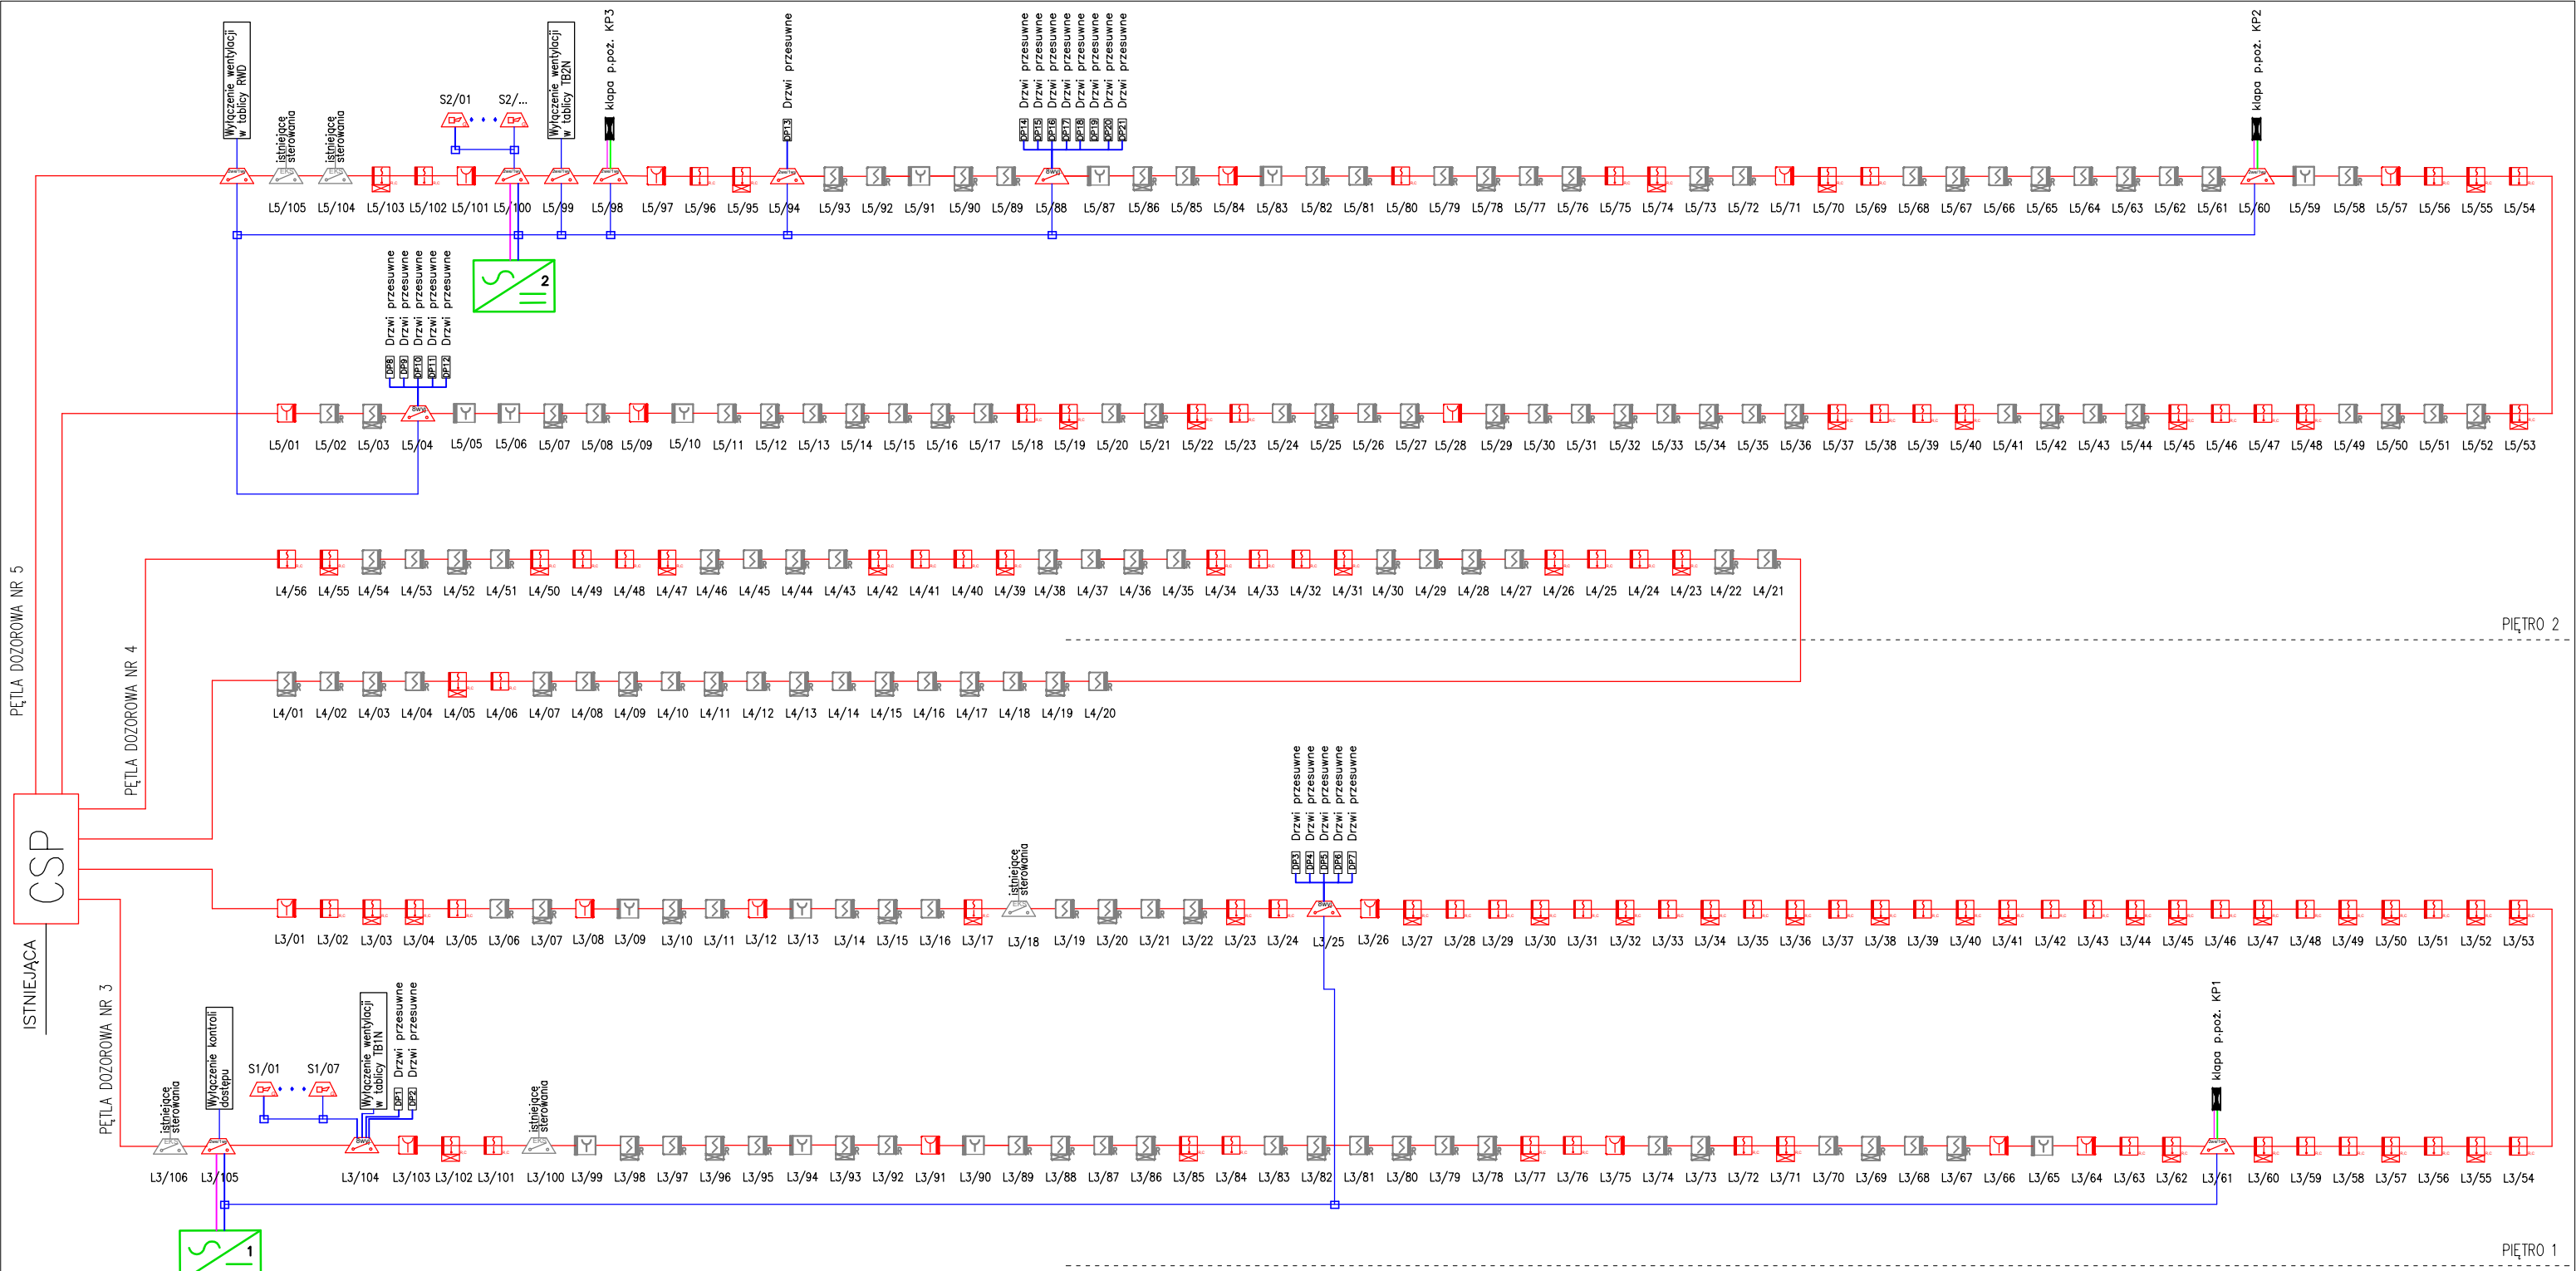 Wyłączenie wentylacji
w tablicy RWD
istniejące
sterowania
istniejące
sterowania
S2/01 S2/...
Wyłączenie wentylacji
w tablicy TB2N
klapa p.poż. KP3
DP13 Drzwi przesuwne
DP14 Drzwi przesuwne
DP15 Drzwi przesuwne
DP16 Drzwi przesuwne
DP17 Drzwi przesuwne
DP18 Drzwi przesuwne
DP19 Drzwi przesuwne
DP20 Drzwi przesuwne
DP21 Drzwi przesuwne
klapa p.poż. KP2
L5/105 L5/104 L5/103 L5/102 L5/101 L5/100 L5/99 L5/98 L5/97 L5/96 L5/95 L5/94 L5/93 L5/92 L5/91 L5/90 L5/89 L5/88 L5/87 L5/86 L5/85 L5/84 L5/83 L5/82 L5/81 L5/80 L5/79 L5/78 L5/77 L5/76 L5/75 L5/74 L5/73 L5/72 L5/71 L5/70 L5/69 L5/68 L5/67 L5/66 L5/65 L5/64 L5/63 L5/62 L5/61 L5/60 L5/59 L5/58 L5/57 L5/56 L5/55 L5/54
2
DP8 Drzwi przesuwne
DP9 Drzwi przesuwne
DP10 Drzwi przesuwne
DP11 Drzwi przesuwne
DP12 Drzwi przesuwne
L5/01 L5/02 L5/03 L5/04 L5/05 L5/06 L5/07 L5/08 L5/09 L5/10 L5/11 L5/12 L5/13 L5/14 L5/15 L5/16 L5/17 L5/18 L5/19 L5/20 L5/21 L5/22 L5/23 L5/24 L5/25 L5/26 L5/27 L5/28 L5/29 L5/30 L5/31 L5/32 L5/33 L5/34 L5/35 L5/36 L5/37 L5/38 L5/39 L5/40 L5/41 L5/42 L5/43 L5/44 L5/45 L5/46 L5/47 L5/48 L5/49 L5/50 L5/51 L5/52 L5/53
PĘTLA DOZOROWA NR 5
L4/56 L4/55 L4/54 L4/53 L4/52 L4/51 L4/50 L4/49 L4/48 L4/47 L4/46 L4/45 L4/44 L4/43 L4/42 L4/41 L4/40 L4/39 L4/38 L4/37 L4/36 L4/35 L4/34 L4/33 L4/32 L4/31 L4/30 L4/29 L4/28 L4/27 L4/26 L4/25 L4/24 L4/23 L4/22 L4/21
PIĘTRO 2
PĘTLA DOZOROWA NR 4
L4/01 L4/02 L4/03 L4/04 L4/05 L4/06 L4/07 L4/08 L4/09 L4/10 L4/11 L4/12 L4/13 L4/14 L4/15 L4/16 L4/17 L4/18 L4/19 L4/20
CSP
ISTNIEJĄCA
istniejące
sterowania
DP3 Drzwi przesuwne
DP4 Drzwi przesuwne
DP5 Drzwi przesuwne
DP6 Drzwi przesuwne
DP7 Drzwi przesuwne
L3/01 L3/02 L3/03 L3/04 L3/05 L3/06 L3/07 L3/08 L3/09 L3/10 L3/11 L3/12 L3/13 L3/14 L3/15 L3/16 L3/17 L3/18 L3/19 L3/20 L3/21 L3/22 L3/23 L3/24 L3/25 L3/26 L3/27 L3/28 L3/29 L3/30 L3/31 L3/32 L3/33 L3/34 L3/35 L3/36 L3/37 L3/38 L3/39 L3/40 L3/41 L3/42 L3/43 L3/44 L3/45 L3/46 L3/47 L3/48 L3/49 L3/50 L3/51 L3/52 L3/53
PĘTLA DOZOROWA NR 3
istniejące
sterowania
Wyłączenie kontroli
dostępu
S1/01 S1/07
Wyłączenie wentylacji
w tablicy TB1N
DP1 Drzwi przesuwne
DP2 Drzwi przesuwne
istniejące
sterowania
klapa p.poż. KP1
L3/106 L3/105 L3/104 L3/103 L3/102 L3/101 L3/100 L3/99 L3/98 L3/97 L3/96 L3/95 L3/94 L3/93 L3/92 L3/91 L3/90 L3/89 L3/88 L3/87 L3/86 L3/85 L3/84 L3/83 L3/82 L3/81 L3/80 L3/79 L3/78 L3/77 L3/76 L3/75 L3/74 L3/73 L3/72 L3/71 L3/70 L3/69 L3/68 L3/67 L3/66 L3/65 L3/64 L3/63 L3/62 L3/61 L3/60 L3/59 L3/58 L3/57 L3/56 L3/55 L3/54
1
PIĘTRO 1